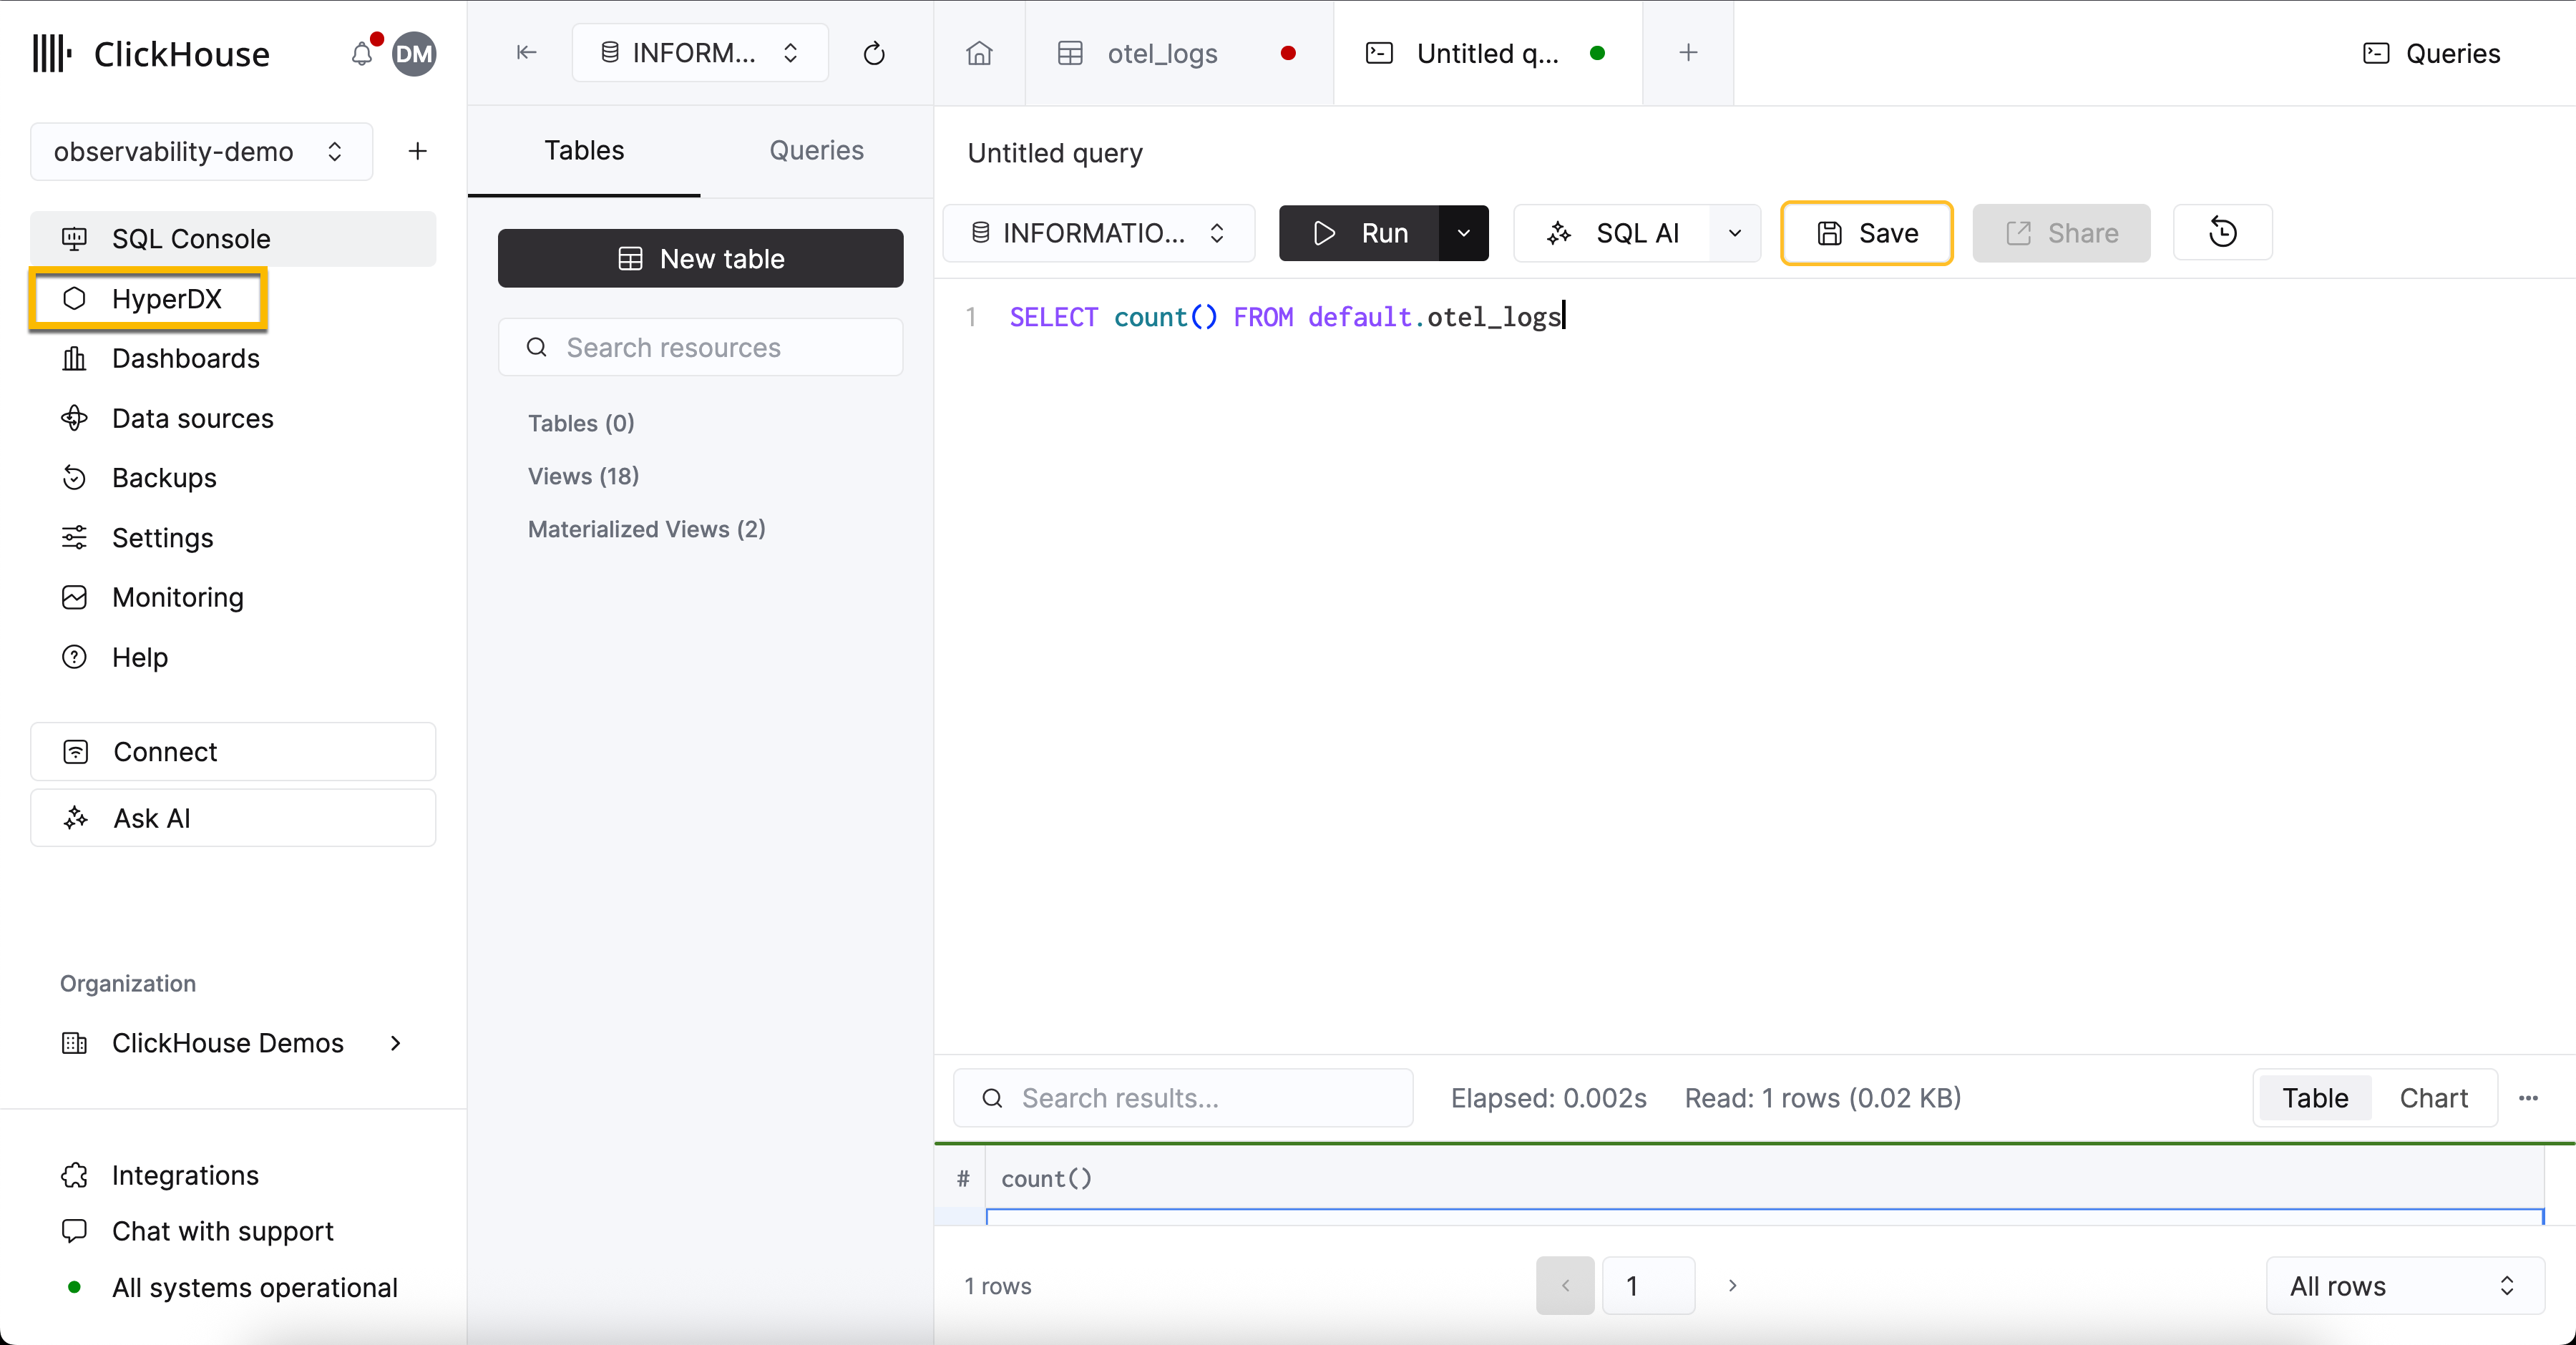 ClickHouse
DM
observability-demo
SQL Console
HyperDX
Dashboards
Data sources
Backups
Settings
Monitoring
Help
Connect
Ask AI
Organization
ClickHouse Demos
Integrations
Chat with support
All systems operational
INFORM...
Tables
Queries
New table
Search resources
Tables (0)
Views (18)
Materialized Views (2)
otel_logs
Untitled q...
Queries
Untitled query
INFORMATIO...
Run
SQL AI
Save
Share
1 SELECT count() FROM default.otel_logs
Search results...
Elapsed: 0.002s
Read: 1 rows (0.02 KB)
Table
Chart
# count()
1 rows
1
All rows